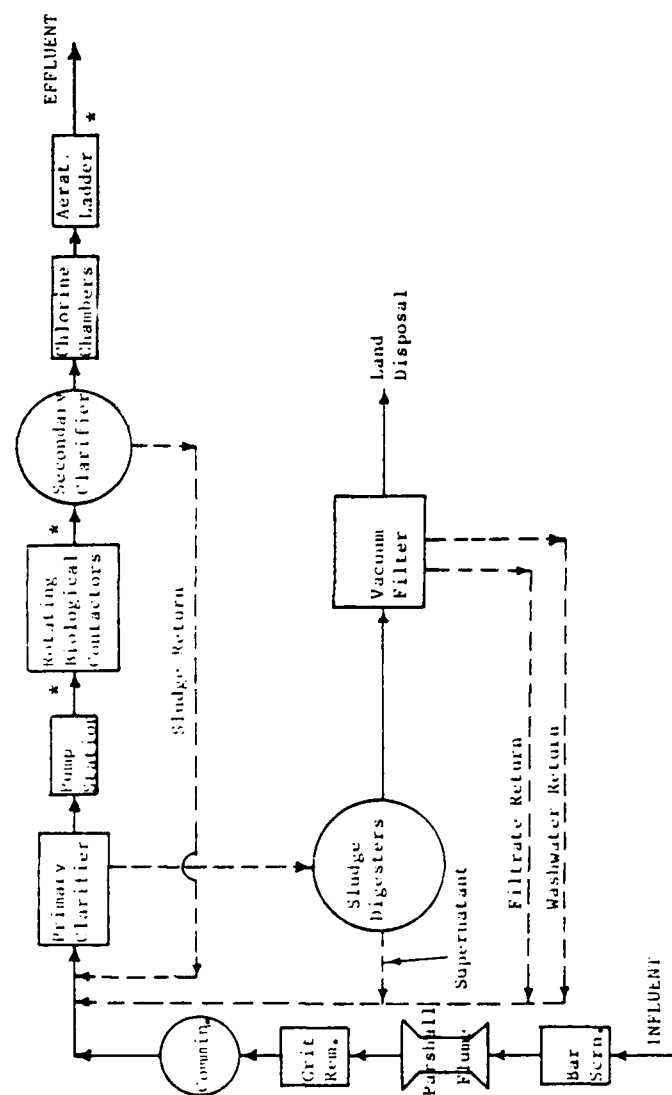 INFLUENT
Bar
Scrn.
Parshall
Flume
Grit
Rem.
Commin.
Primary
Clarifier
Pump
Station
*
Rotating
Biological
Contactors
*
Secondary
Clarifier
Chlorine
Chambers
Aerat.
Ladder
*
EFFLUENT
Sludge Return
Sludge
Digesters
Supernatant
Vacuum
Filter
Land
Disposal
Filtrate Return
Washwater Return